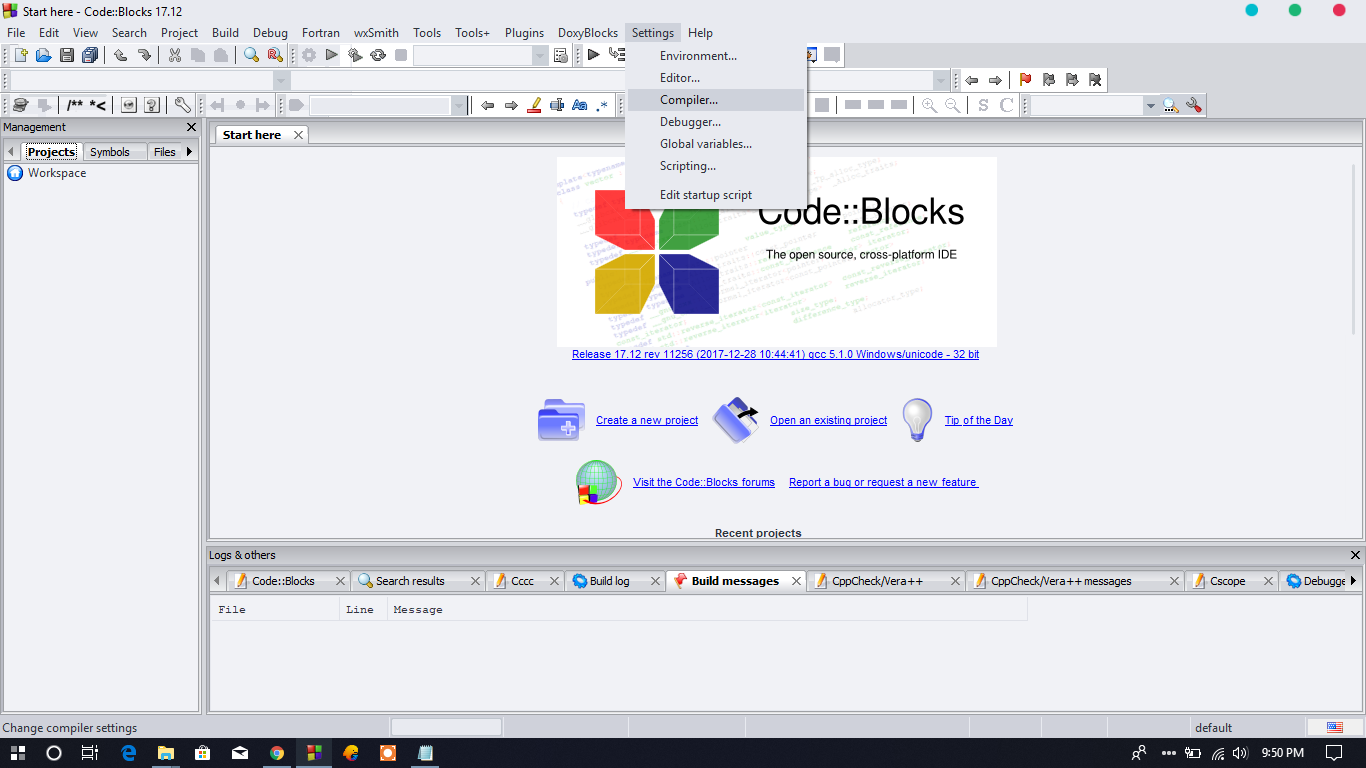 Start here - Code::Blocks 17.12
File Edit View Search Project Build Debug Fortran wxSmith Tools Tools+ Plugins DoxyBlocks Settings Help
Environment...
Editor...
Compiler...
Debugger...
Global variables...
Scripting...
Edit startup script
/** *< Aa .* S C
Management
Projects Symbols Files
Workspace
Start here
Code::Blocks
The open source, cross-platform IDE
Release 17.12 rev 11256 (2017-12-28 10:44:41) gcc 5.1.0 Windows/unicode - 32 bit
Create a new project Open an existing project Tip of the Day
Visit the Code::Blocks forums Report a bug or request a new feature
Recent projects
Logs & others
Code::Blocks Search results Cccc Build log Build messages CppCheck/Vera++ CppCheck/Vera++ messages Cscope Debugge
File Line Message
Change compiler settings default
9:50 PM